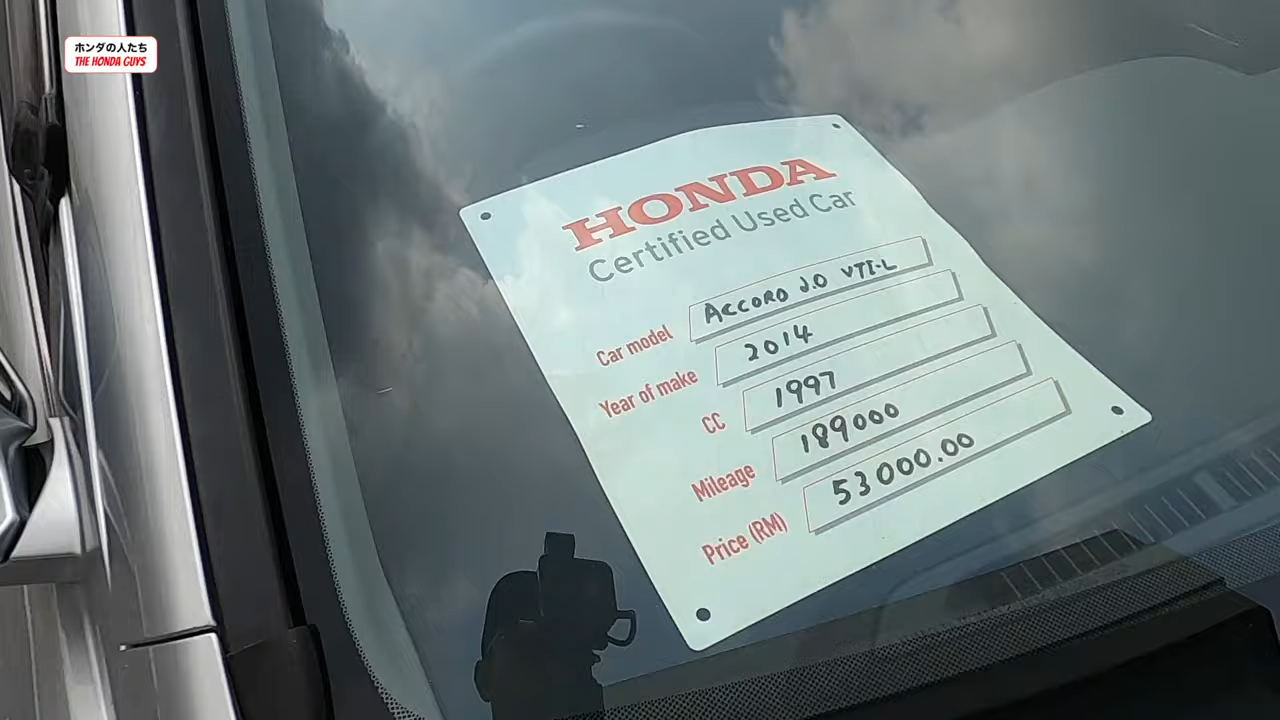 ホンダの人たち
THE HONDA GUYS
HONDA
Certified Used Car
Car model ACCORD 2.0 VTI-L
Year of make 2014
CC 1997
Mileage 189000
Price (RM) 53000.00